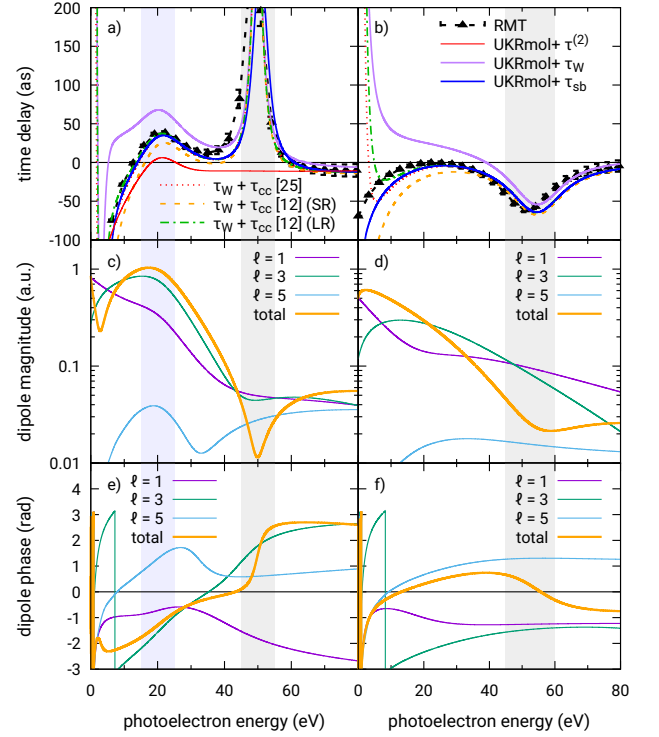 a)
b)
RMT
UKRmol+ τ(2)
UKRmol+ τW
UKRmol+ τsb
τW + τcc [25]
τW + τcc [12] (SR)
τW + τcc [12] (LR)
time delay (as)
200
150
100
50
0
-50
-100
c)
ℓ = 1
ℓ = 3
ℓ = 5
total
d)
ℓ = 1
ℓ = 3
ℓ = 5
total
dipole magnitude (a.u.)
1
0.1
0.01
e)
ℓ = 1
ℓ = 3
ℓ = 5
total
f)
ℓ = 1
ℓ = 3
ℓ = 5
total
dipole phase (rad)
4
3
2
1
0
-1
-2
-3
0 20 40 60
0 20 40 60 80
photoelectron energy (eV)
photoelectron energy (eV)